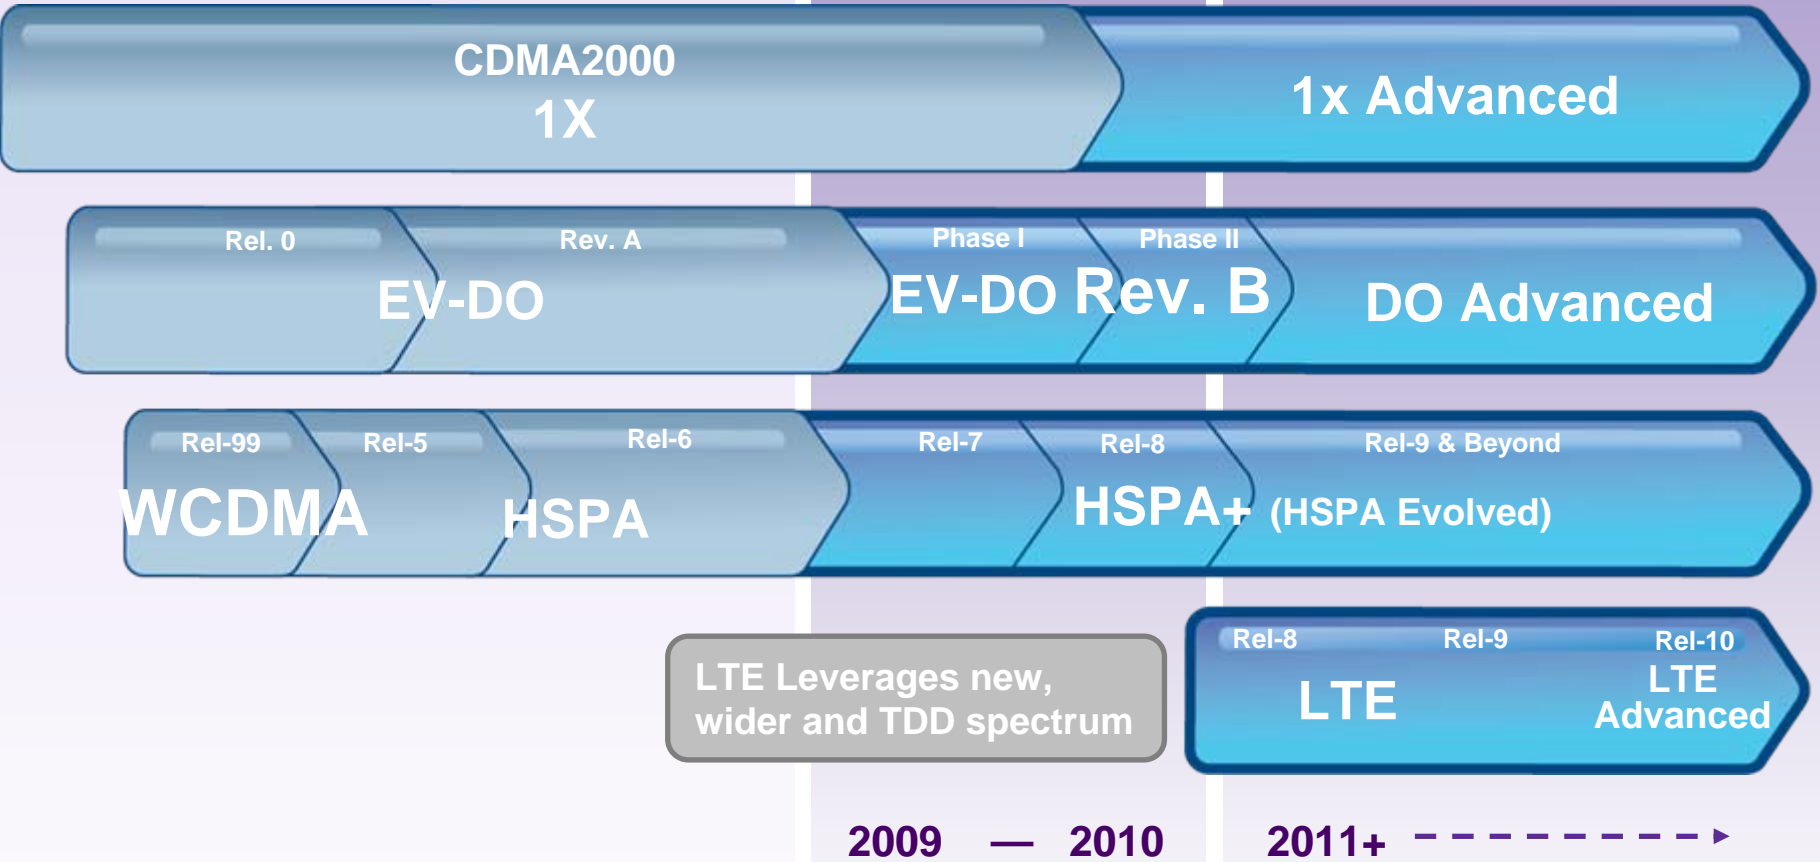 CDMA2000
1X
1x Advanced
Rel. 0
Rev. A
EV-DO
Phase I
Phase II
EV-DO Rev. B
DO Advanced
Rel-99
Rel-5
Rel-6
WCDMA
HSPA
Rel-7
Rel-8
Rel-9 & Beyond
HSPA+ (HSPA Evolved)
LTE Leverages new,
wider and TDD spectrum
Rel-8
Rel-9
Rel-10
LTE
LTE
Advanced
2009 — 2010
2011+